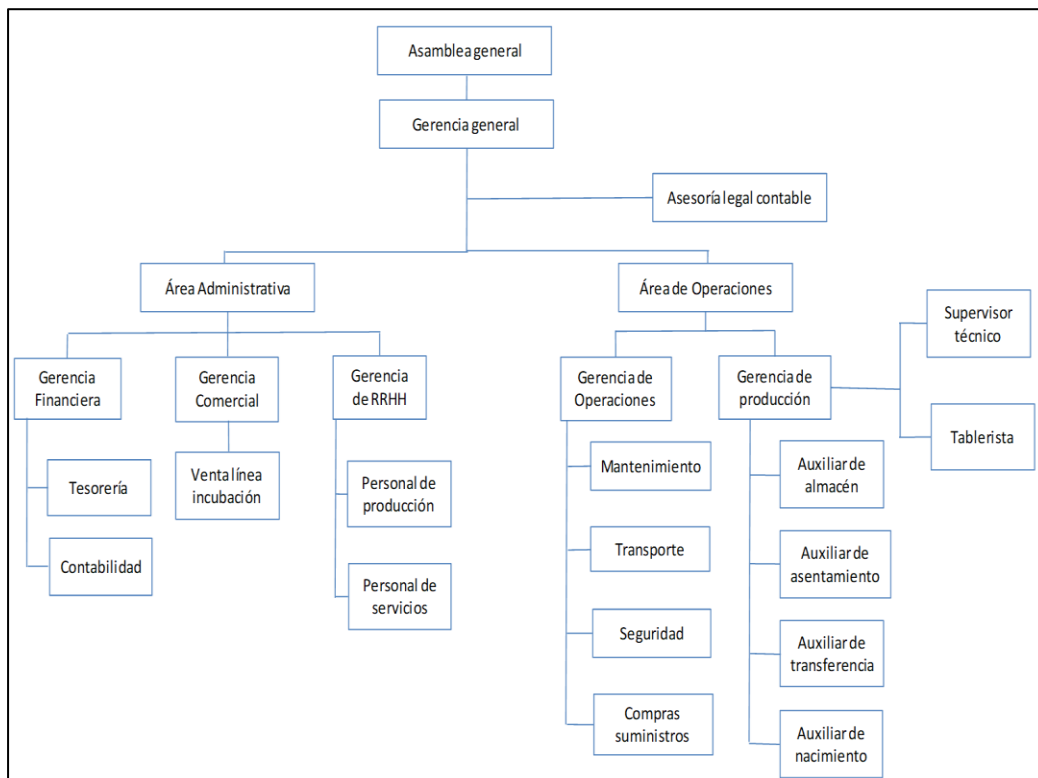 Asamblea general
Gerencia general
Asesoría legal contable
Área Administrativa
Área de Operaciones
Supervisor
técnico
Gerencia
Financiera
Gerencia
Comercial
Gerencia
de RRHH
Gerencia de
Operaciones
Gerencia de
producción
Tablerista
Tesorería
Contabilidad
Venta línea
incubación
Personal de
producción
Personal de
servicios
Mantenimiento
Transporte
Seguridad
Compras
suministros
Auxiliar de
almacén
Auxiliar de
asentamiento
Auxiliar de
transferencia
Auxiliar de
nacimiento